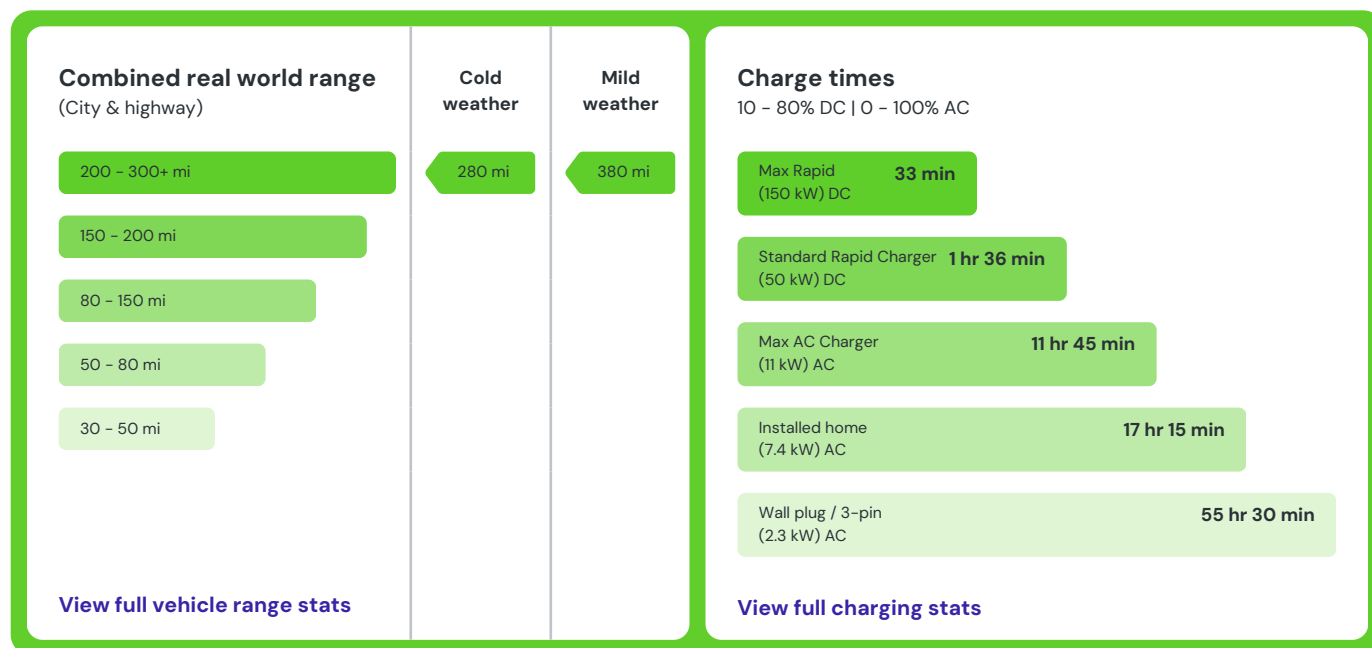 Combined real world range
(City & highway)
Cold
weather
Mild
weather
200 - 300+ mi
280 mi
380 mi
150 - 200 mi
80 - 150 mi
50 - 80 mi
30 - 50 mi
View full vehicle range stats
Charge times
10 - 80% DC | 0 - 100% AC
Max Rapid
(150 kW) DC
33 min
Standard Rapid Charger
(50 kW) DC
1 hr 36 min
Max AC Charger
(11 kW) AC
11 hr 45 min
Installed home
(7.4 kW) AC
17 hr 15 min
Wall plug / 3-pin
(2.3 kW) AC
55 hr 30 min
View full charging stats